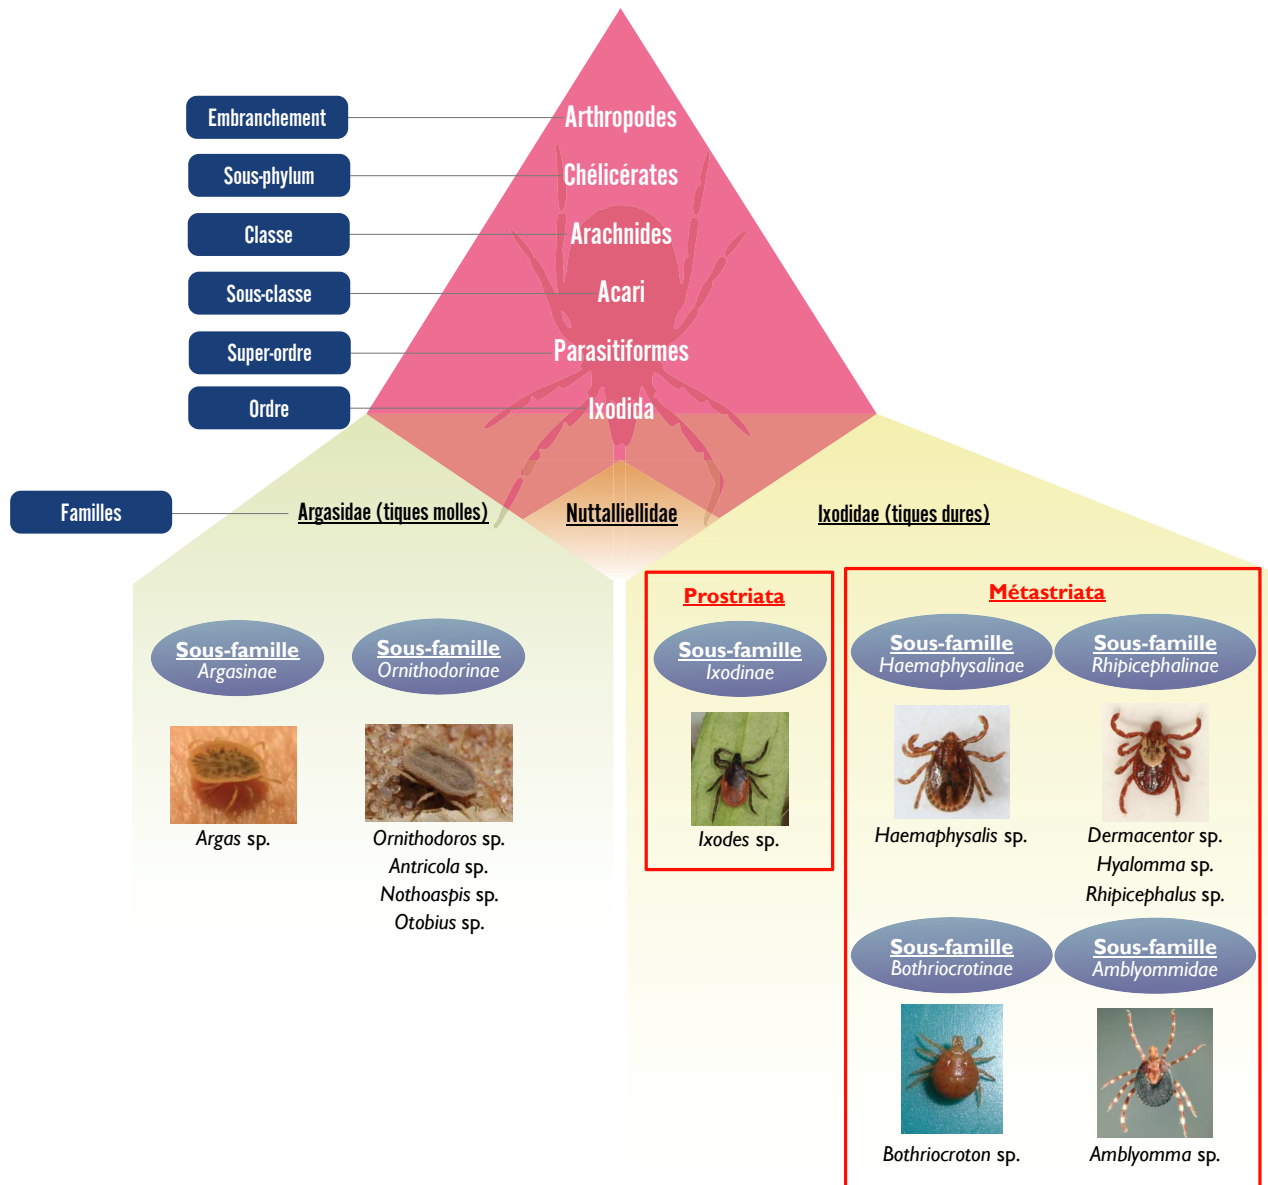 Embranchement
Arthropodes
Sous-phylum
Chélicérates
Classe
Arachnides
Sous-classe
Acari
Super-ordre
Parasitiformes
Ordre
Ixodida
Familles
Argasidae (tiques molles)
Nuttalliellidae
Ixodidae (tiques dures)
Prostriata
Métastriata
Sous-famille
Argasinae
Sous-famille
Ornithodorinae
Sous-famille
Ixodinae
Sous-famille
Haemaphysalinae
Sous-famille
Rhipicephalinae
Argas sp.
Ornithodoros sp.
Antricola sp.
Nothoaspis sp.
Otobius sp.
Ixodes sp.
Haemaphysalis sp.
Dermacentor sp.
Hyalomma sp.
Rhipicephalus sp.
Sous-famille
Bothriocrotinae
Sous-famille
Amblyommidae
Bothriocroton sp.
Amblyomma sp.